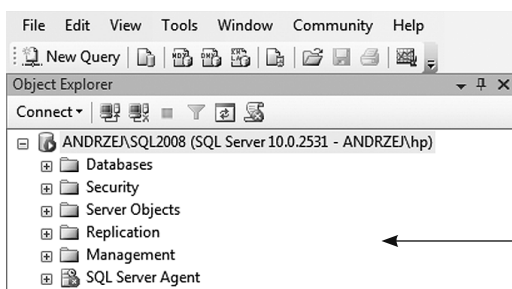 File Edit View Tools Window Community Help
New Query
Object Explorer
Connect
ANDRZEJ\SQL2008 (SQL Server 10.0.2531 - ANDRZEJ\hp)
Databases
Security
Server Objects
Replication
Management
SQL Server Agent